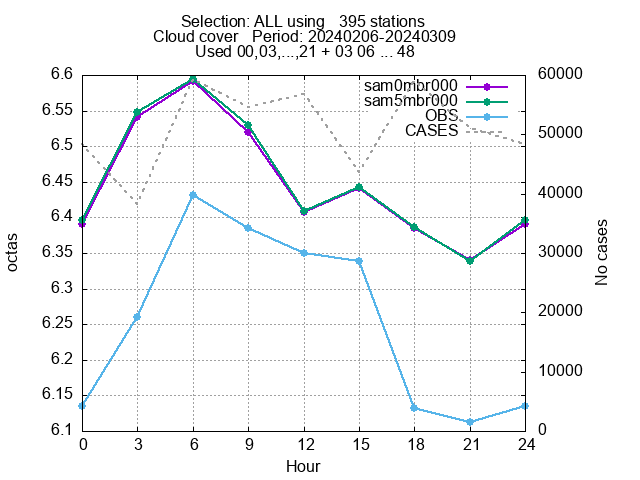 Selection: ALL using   395 stations
Cloud cover   Period: 20240206-20240309
Used 00,03,...,21 + 03 06 ... 48
6.6
6.55
6.5
6.45
6.4
6.35
6.3
6.25
6.2
6.15
6.1
octas
sam0mbr000
sam5mbr000
OBS
CASES
60000
50000
40000
30000
20000
10000
0
No cases
0 3 6 9 12 15 18 21 24
Hour